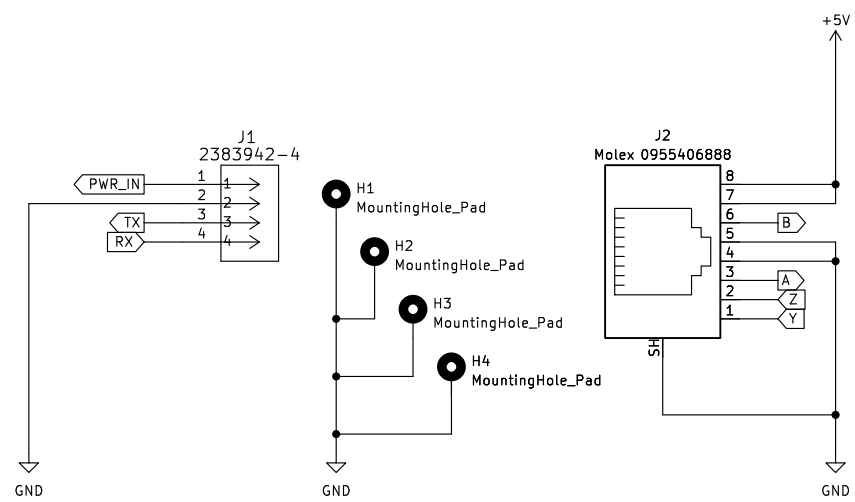 +5V
J1
2383942-4
PWR_IN 1 1
2 2
TX 3 3
RX 4 4
GND
H1
MountingHole_Pad
H2
MountingHole_Pad
H3
MountingHole_Pad
H4
MountingHole_Pad
GND
J2
Molex 0955406888
8
7
6 B
5
4
3 A
2 Z
1 Y
SH
GND